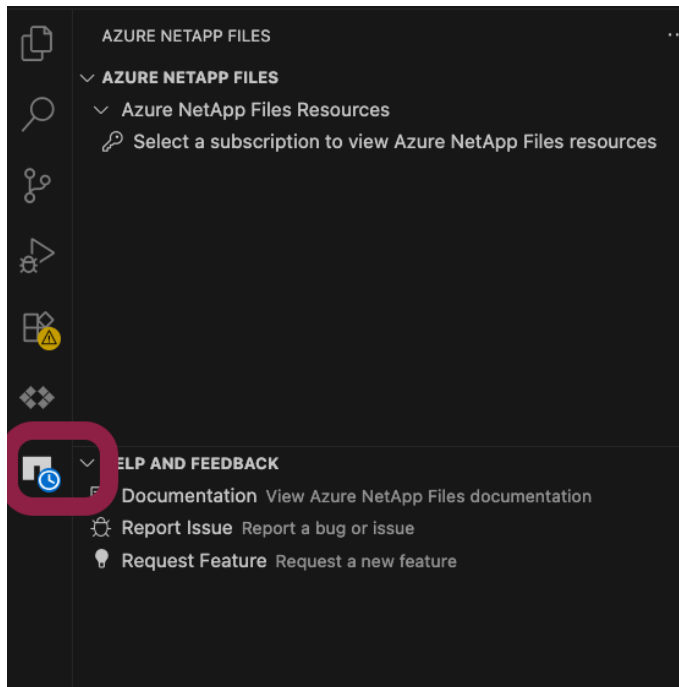 AZURE NETAPP FILES
AZURE NETAPP FILES
Azure NetApp Files Resources
Select a subscription to view Azure NetApp Files resources
ELP AND FEEDBACK
Documentation View Azure NetApp Files documentation
Report Issue Report a bug or issue
Request Feature Request a new feature